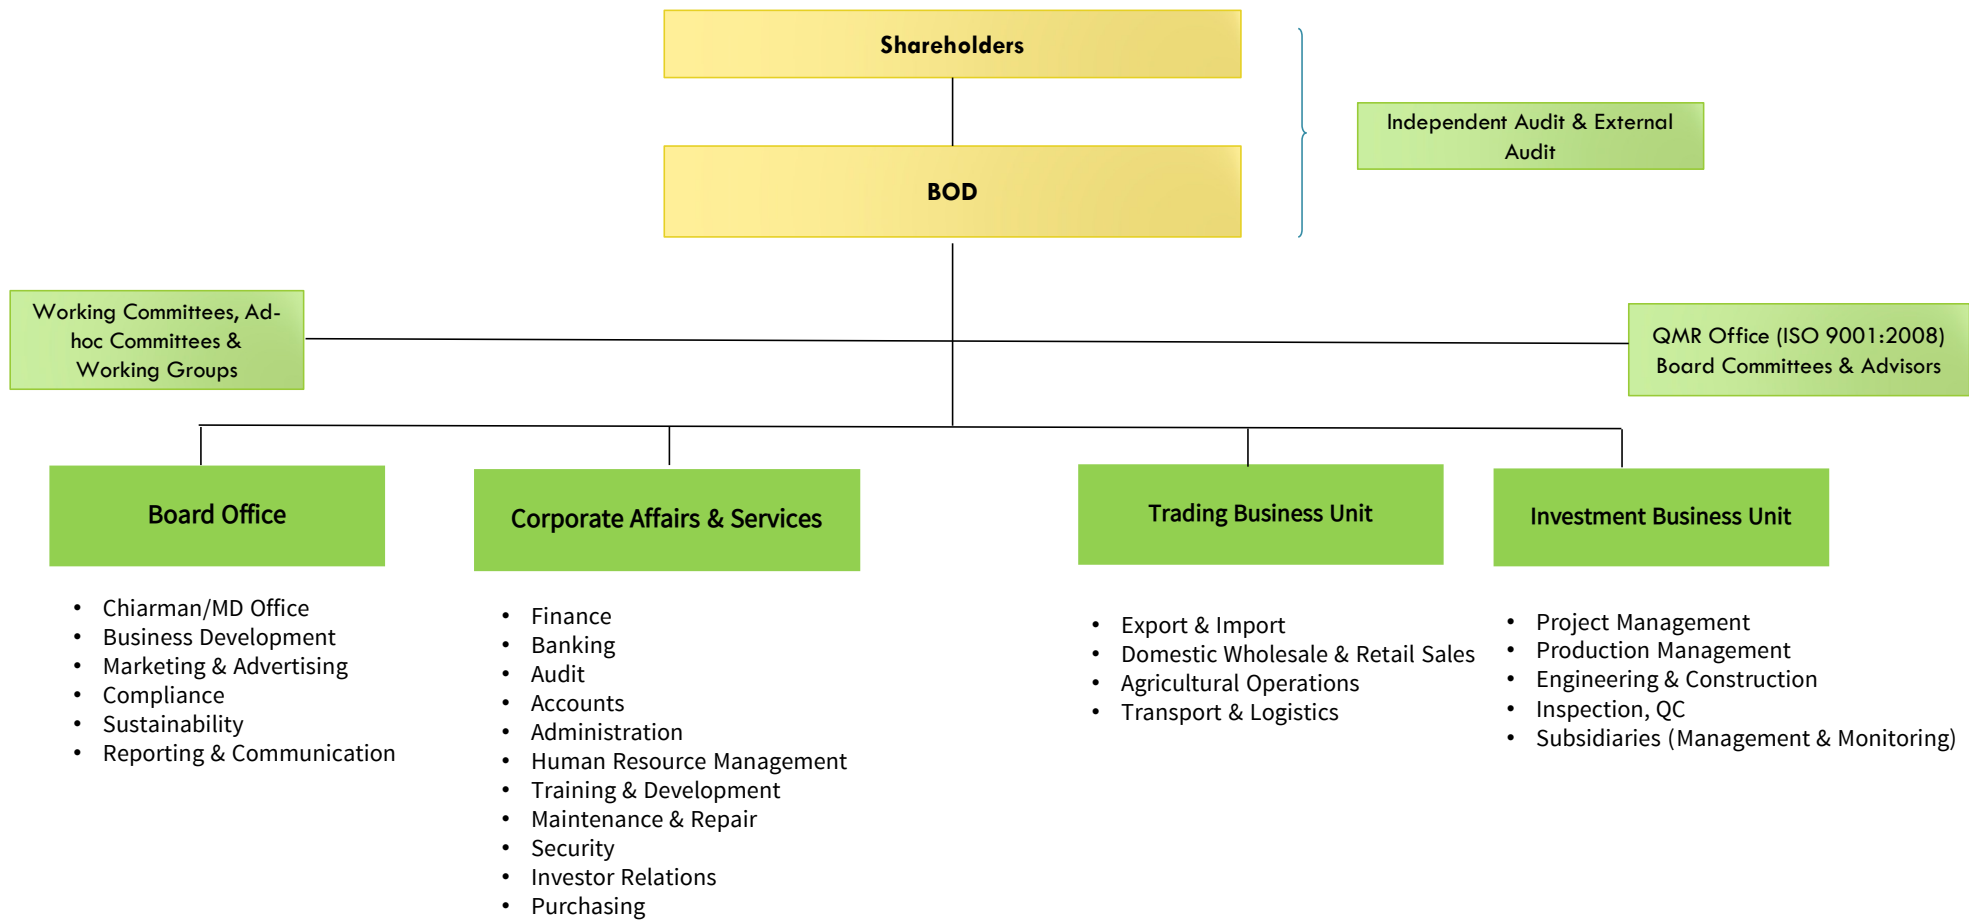 Shareholders
Independent Audit & External
Audit
BOD
Working Committees, Ad-
hoc Committees &
Working Groups
QMR Office (ISO 9001:2008)
Board Committees & Advisors
Board Office
• Chiarman/MD Office
• Business Development
• Marketing & Advertising
• Compliance
• Sustainability
• Reporting & Communication
Corporate Affairs & Services
• Finance
• Banking
• Audit
• Accounts
• Administration
• Human Resource Management
• Training & Development
• Maintenance & Repair
• Security
• Investor Relations
• Purchasing
Trading Business Unit
• Export & Import
• Domestic Wholesale & Retail Sales
• Agricultural Operations
• Transport & Logistics
Investment Business Unit
• Project Management
• Production Management
• Engineering & Construction
• Inspection, QC
• Subsidiaries (Management & Monitoring)